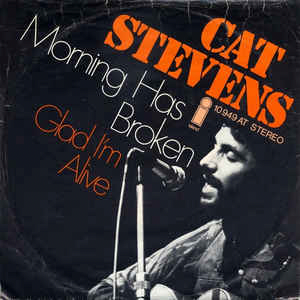 CAT
STEVENS
Morning Has
Broken
Glad I'm
Alive
10 949 AT STEREO